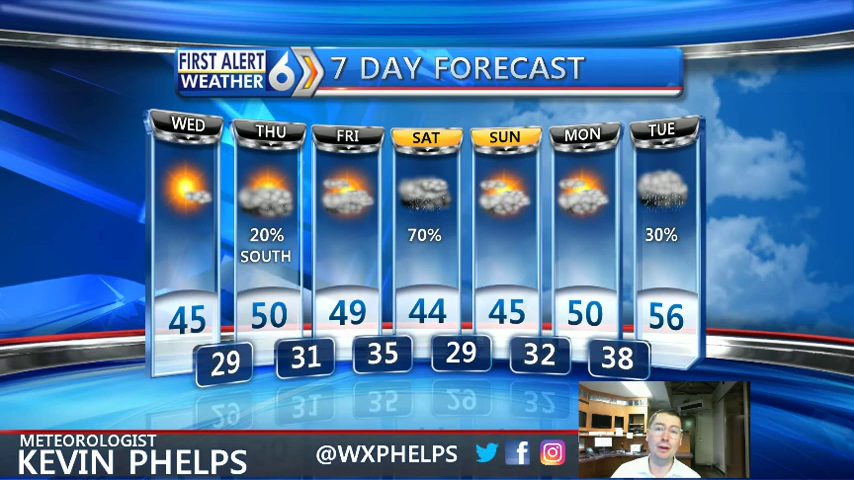 FIRST ALERT
WEATHER 6
7 DAY FORECAST
WED THU FRI SAT SUN MON TUE
20% 70% 30%
SOUTH
45 50 49 44 45 50 56
29 31 35 29 32 38
METEOROLOGIST
KEVIN PHELPS
@WXPHELPS